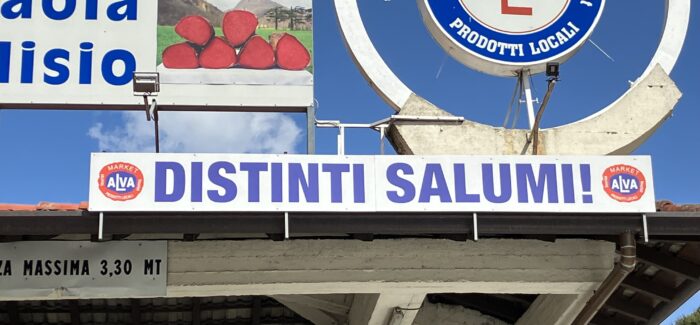 aola
lisio
E
PRODOTTI LOCALI
MARKET
ALVA
DISTINTI SALUMI!
MARKET
ALVA
ZA MASSIMA 3,30 MT